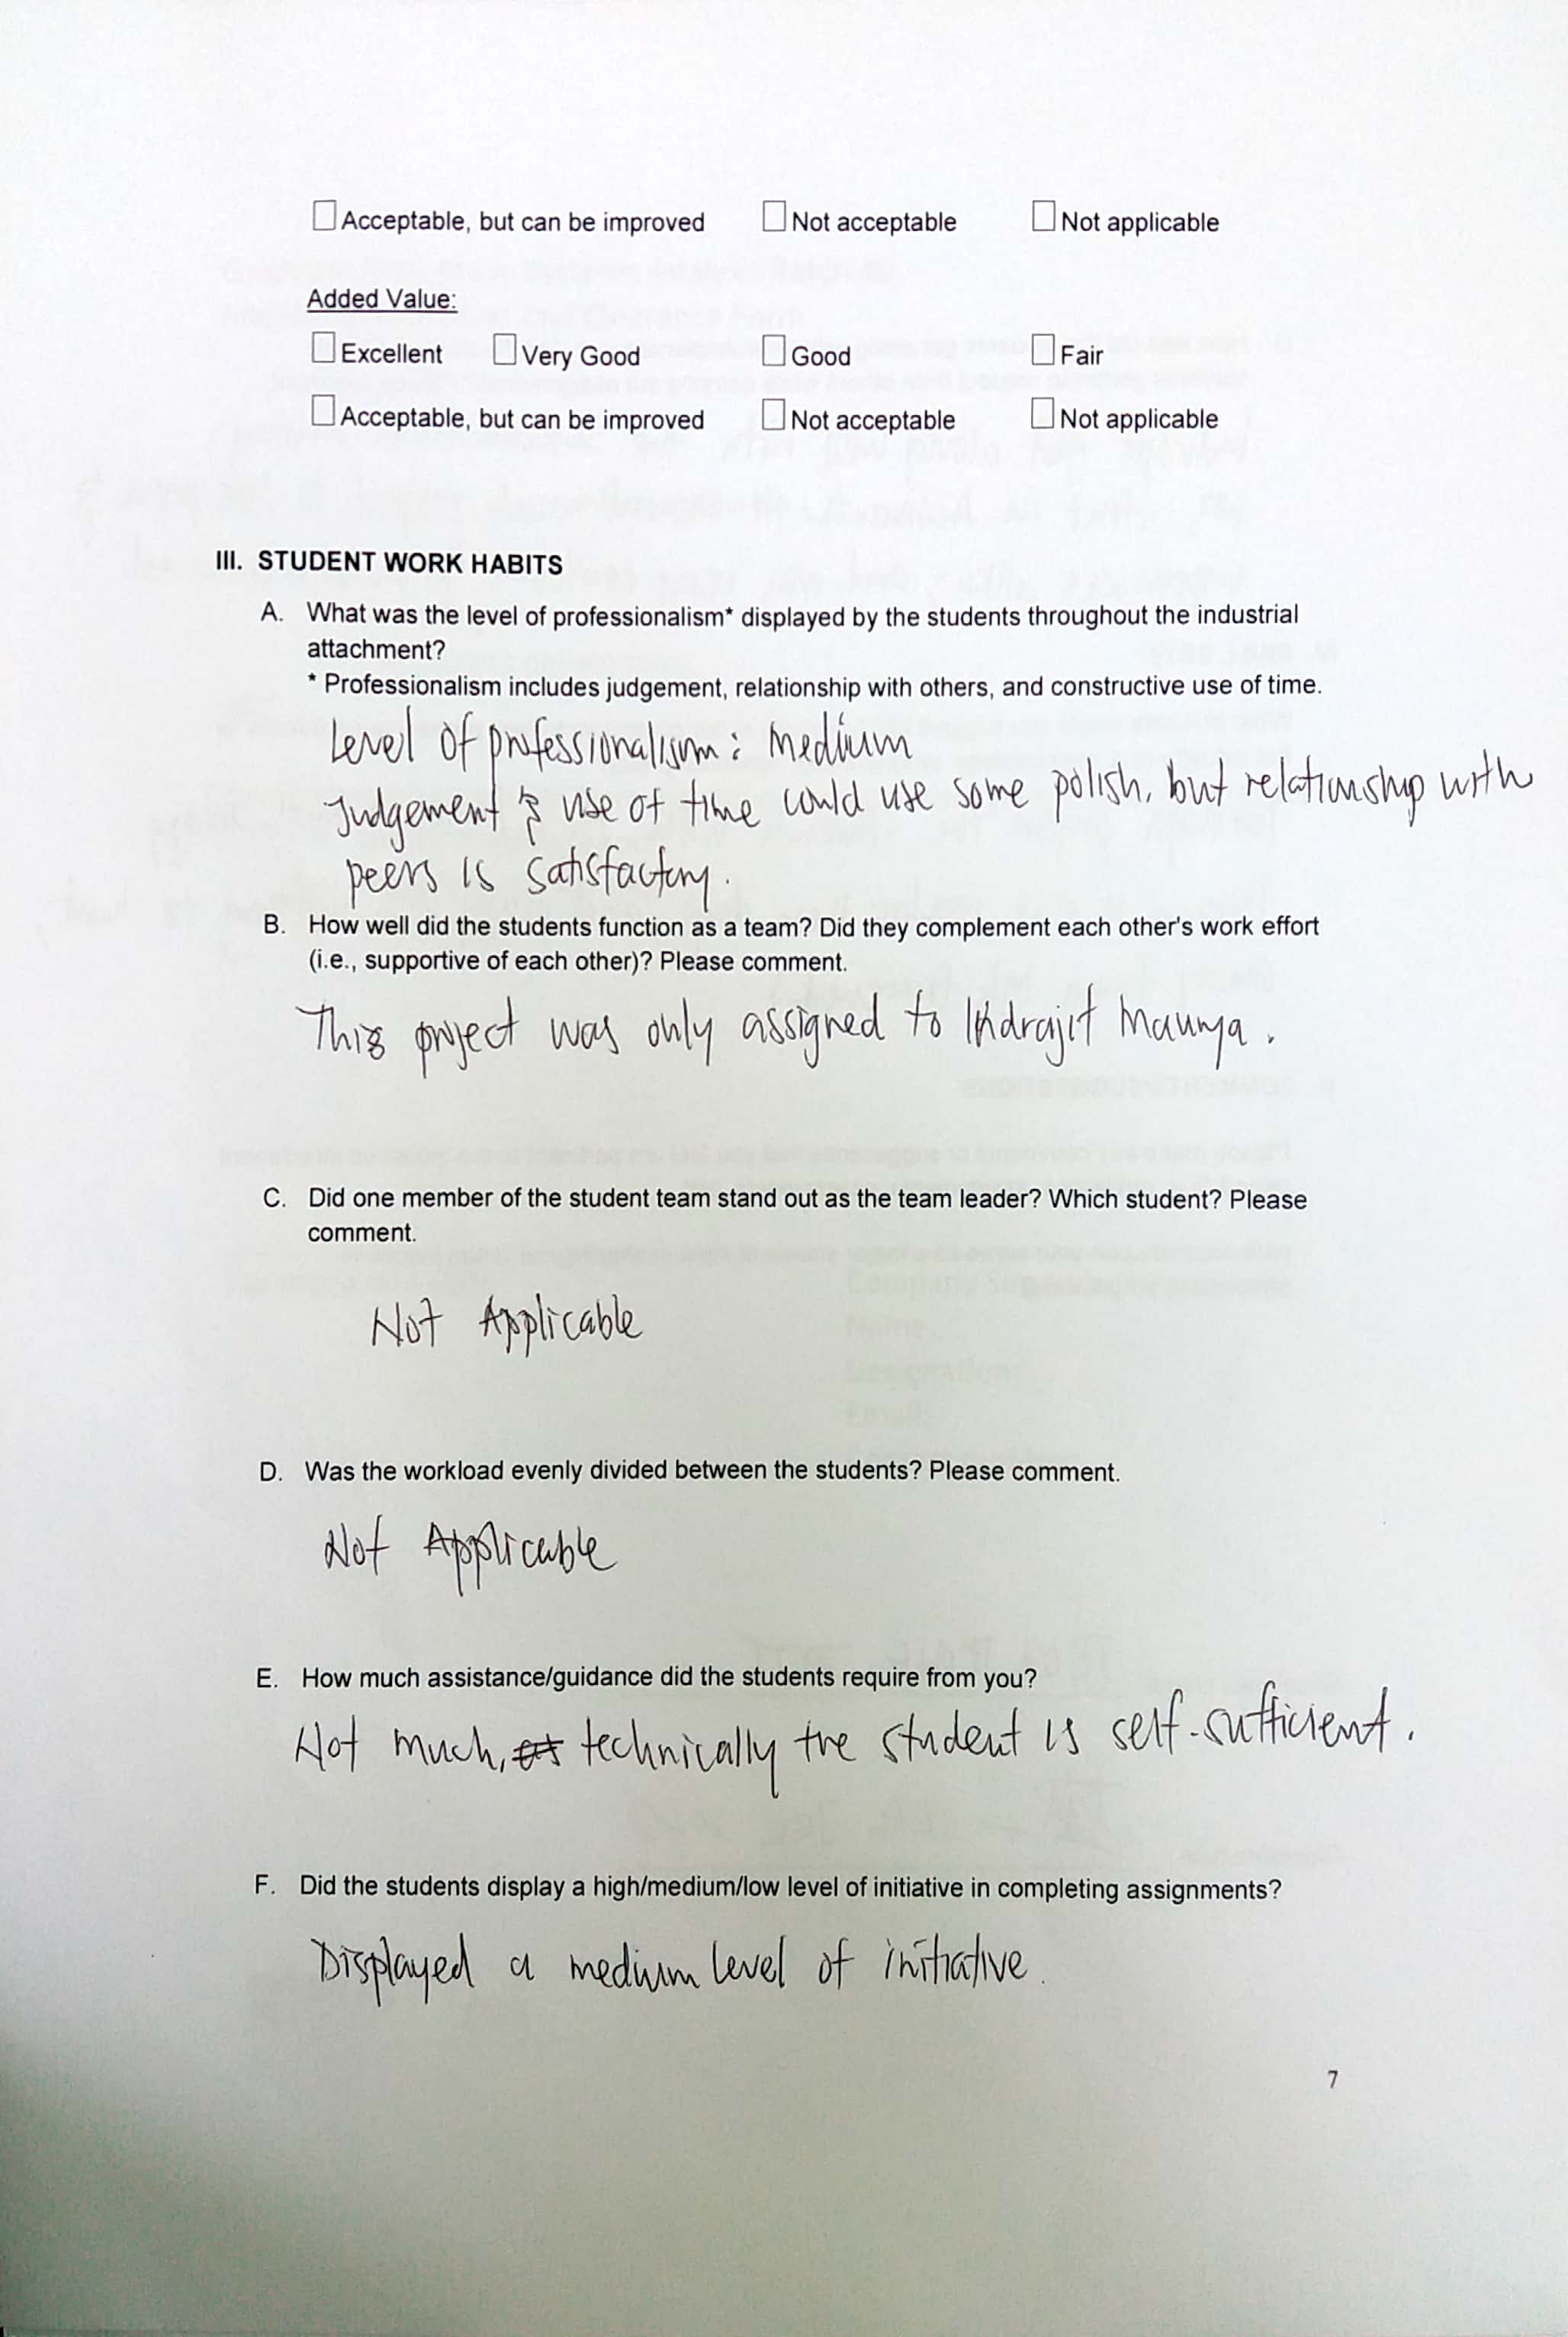 ☐ Acceptable, but can be improved ☐ Not acceptable ☐ Not applicable
Added Value:
☐ Excellent ☐ Very Good ☐ Good ☐ Fair
☐ Acceptable, but can be improved ☐ Not acceptable ☐ Not applicable
III. STUDENT WORK HABITS
A. What was the level of professionalism* displayed by the students throughout the industrial
attachment?
* Professionalism includes judgement, relationship with others, and constructive use of time.
Level of professionalism: Medium
Judgement & use of time could use some polish, but relationship with
peers is satisfactory.
B. How well did the students function as a team? Did they complement each other's work effort
(i.e., supportive of each other)? Please comment.
This project was only assigned to Indrajit Maurya.
C. Did one member of the student team stand out as the team leader? Which student? Please
comment.
Not Applicable
D. Was the workload evenly divided between the students? Please comment.
Not Applicable
E. How much assistance/guidance did the students require from you?
Not much, technically the student is self-sufficient.
F. Did the students display a high/medium/low level of initiative in completing assignments?
Displayed a medium level of initiative.
7